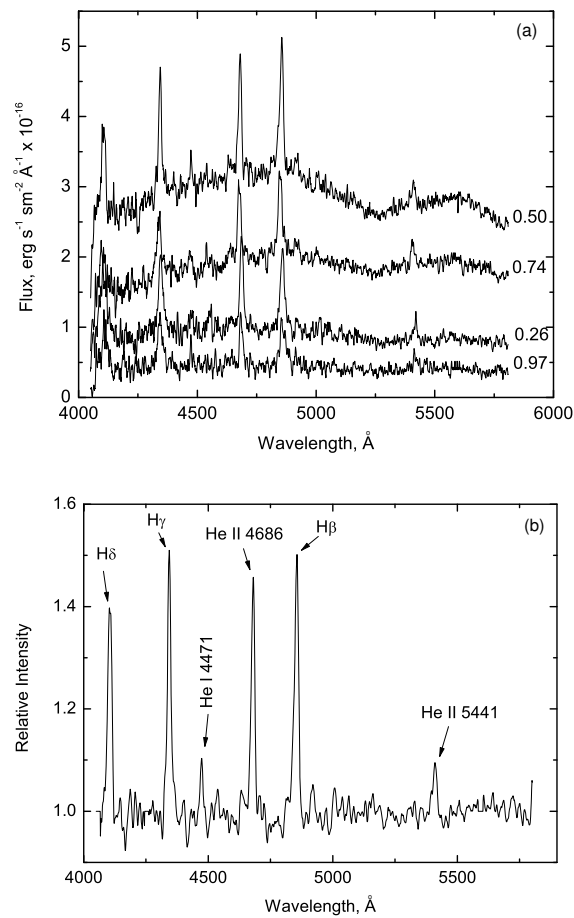 (a)
Flux, erg s⁻¹ sm⁻² Å⁻¹ x 10⁻¹⁶
5
4
3
2
1
0
0.50
0.74
0.26
0.97
4000 4500 5000 5500 6000
Wavelength, Å
(b)
Relative Intensity
1.6
1.4
1.2
1.0
Hδ
Hγ
He I 4471
He II 4686
Hβ
He II 5441
4000 4500 5000 5500
Wavelength, Å